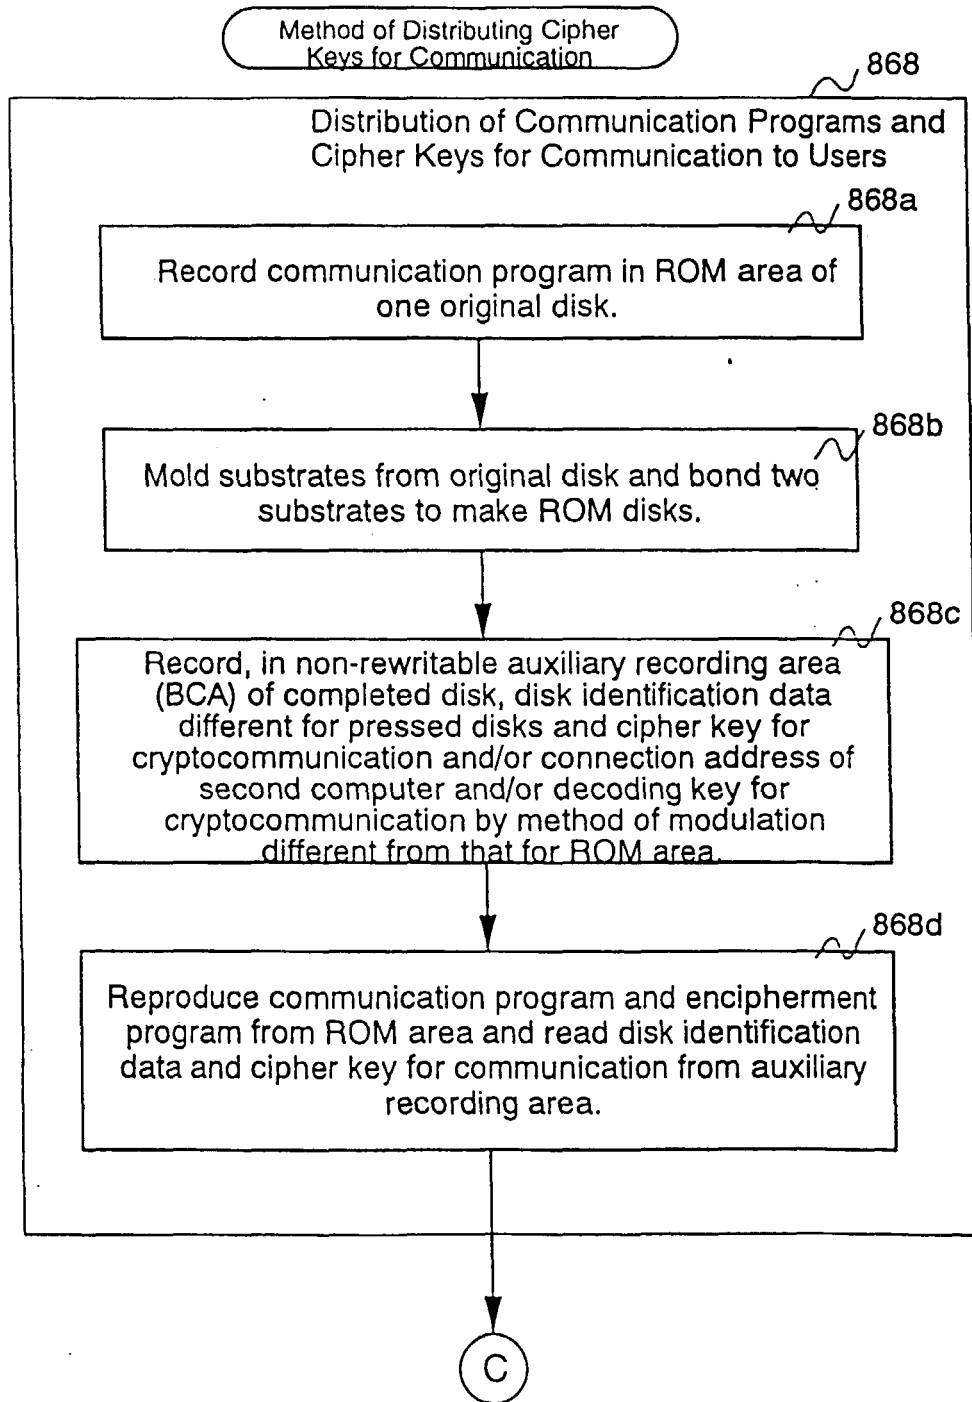 Method of Distributing Cipher
Keys for Communication
868
Distribution of Communication Programs and
Cipher Keys for Communication to Users
868a
Record communication program in ROM area of
one original disk.
868b
Mold substrates from original disk and bond two
substrates to make ROM disks.
868c
Record, in non-rewritable auxiliary recording area
(BCA) of completed disk, disk identification data
different for pressed disks and cipher key for
cryptocommunication and/or connection address of
second computer and/or decoding key for
cryptocommunication by method of modulation
different from that for ROM area.
868d
Reproduce communication program and encipherment
program from ROM area and read disk identification
data and cipher key for communication from auxiliary
recording area.
C